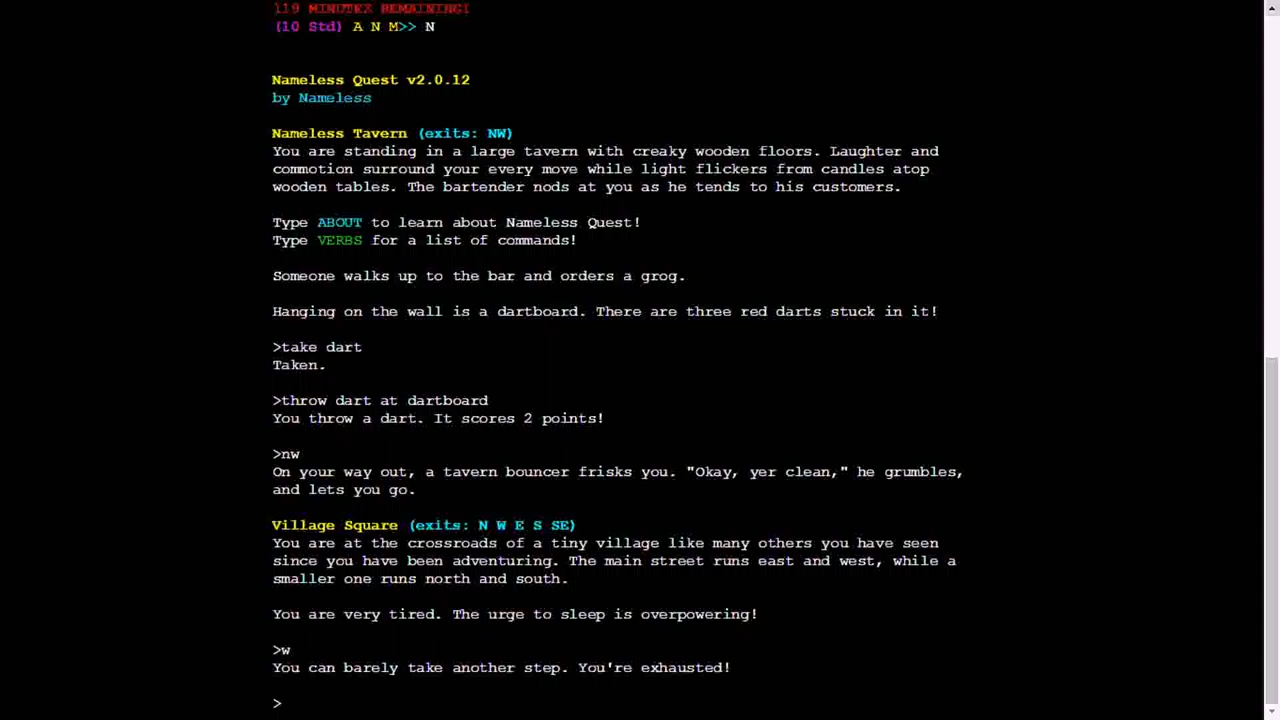 119 MINUTEZ REMAINING!
(10 Std) A N M>> N
Nameless Quest v2.0.12
by Nameless
Nameless Tavern (exits: NW)
You are standing in a large tavern with creaky wooden floors. Laughter and
commotion surround your every move while light flickers from candles atop
wooden tables. The bartender nods at you as he tends to his customers.
Type ABOUT to learn about Nameless Quest!
Type VERBS for a list of commands!
Someone walks up to the bar and orders a grog.
Hanging on the wall is a dartboard. There are three red darts stuck in it!
>take dart
Taken.
>throw dart at dartboard
You throw a dart. It scores 2 points!
>nw
On your way out, a tavern bouncer frisks you. "Okay, yer clean," he grumbles,
and lets you go.
Village Square (exits: N W E S SE)
You are at the crossroads of a tiny village like many others you have seen
since you have been adventuring. The main street runs east and west, while a
smaller one runs north and south.
You are very tired. The urge to sleep is overpowering!
>w
You can barely take another step. You're exhausted!
>